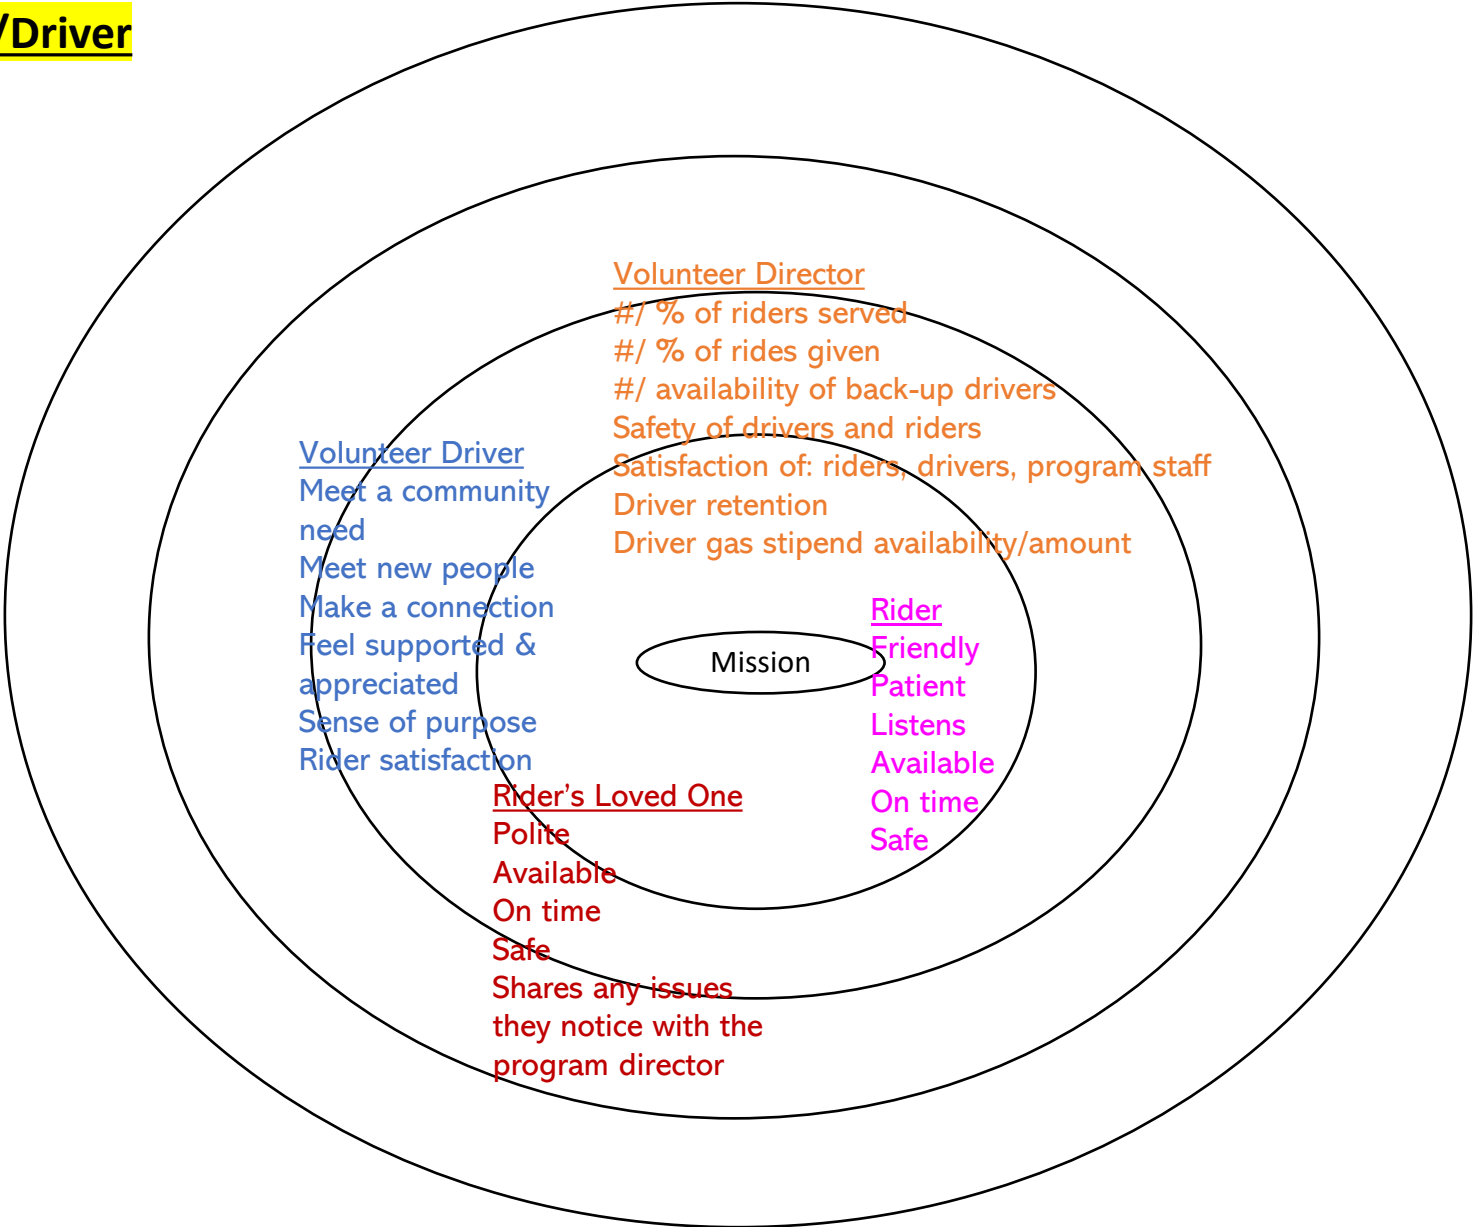 /Driver
Volunteer Director
#/ % of riders served
#/ % of rides given
#/ availability of back-up drivers
Safety of drivers and riders
Satisfaction of: riders, drivers, program staff
Driver retention
Driver gas stipend availability/amount
Volunteer Driver
Meet a community
need
Meet new people
Make a connection
Feel supported &
appreciated
Sense of purpose
Rider satisfaction
Mission
Rider
Friendly
Patient
Listens
Available
On time
Safe
Rider’s Loved One
Polite
Available
On time
Safe
Shares any issues
they notice with the
program director